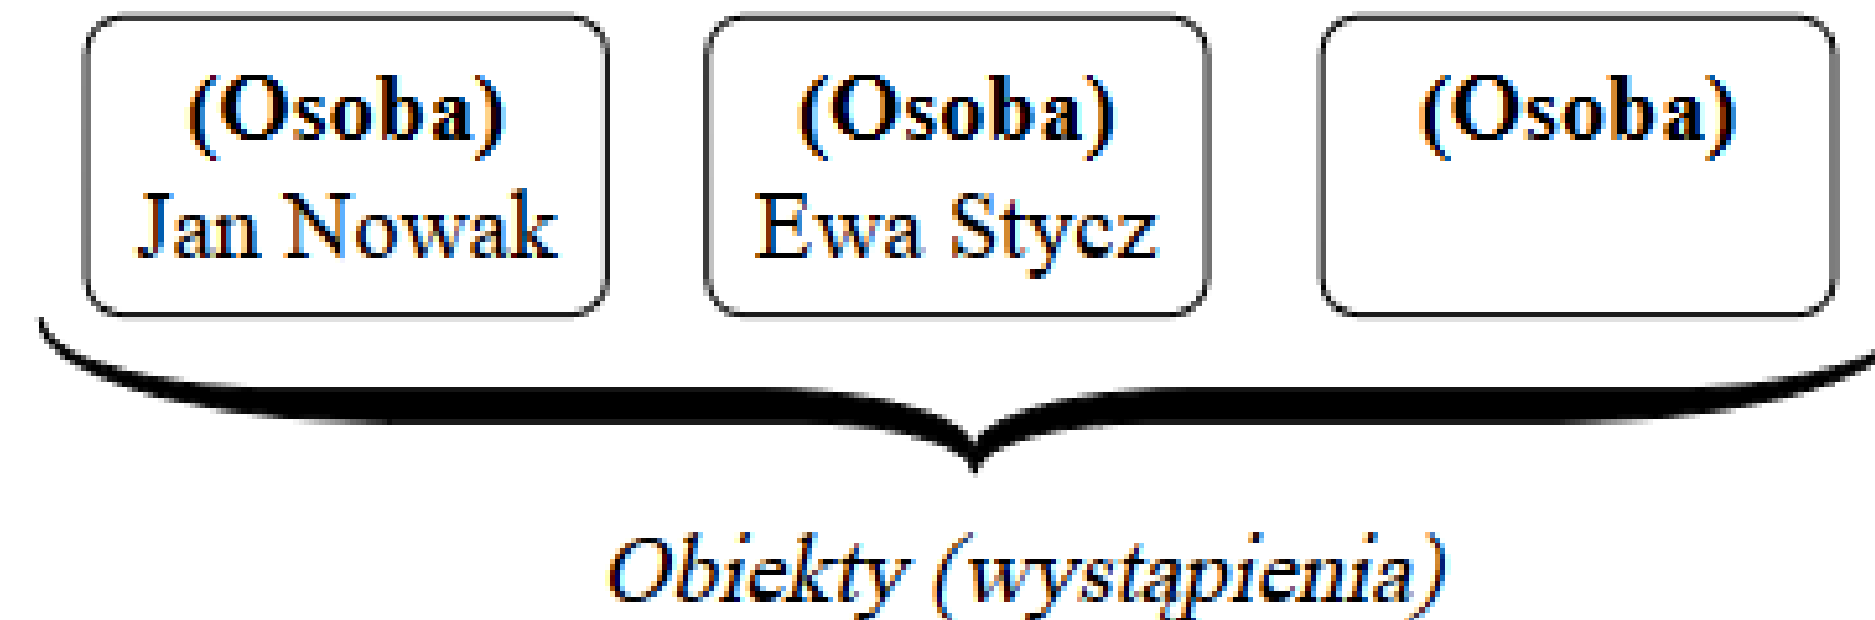 (Osoba)
Jan Nowak
(Osoba)
Ewa Stycz
(Osoba)
Obiekty (wystąpienia)